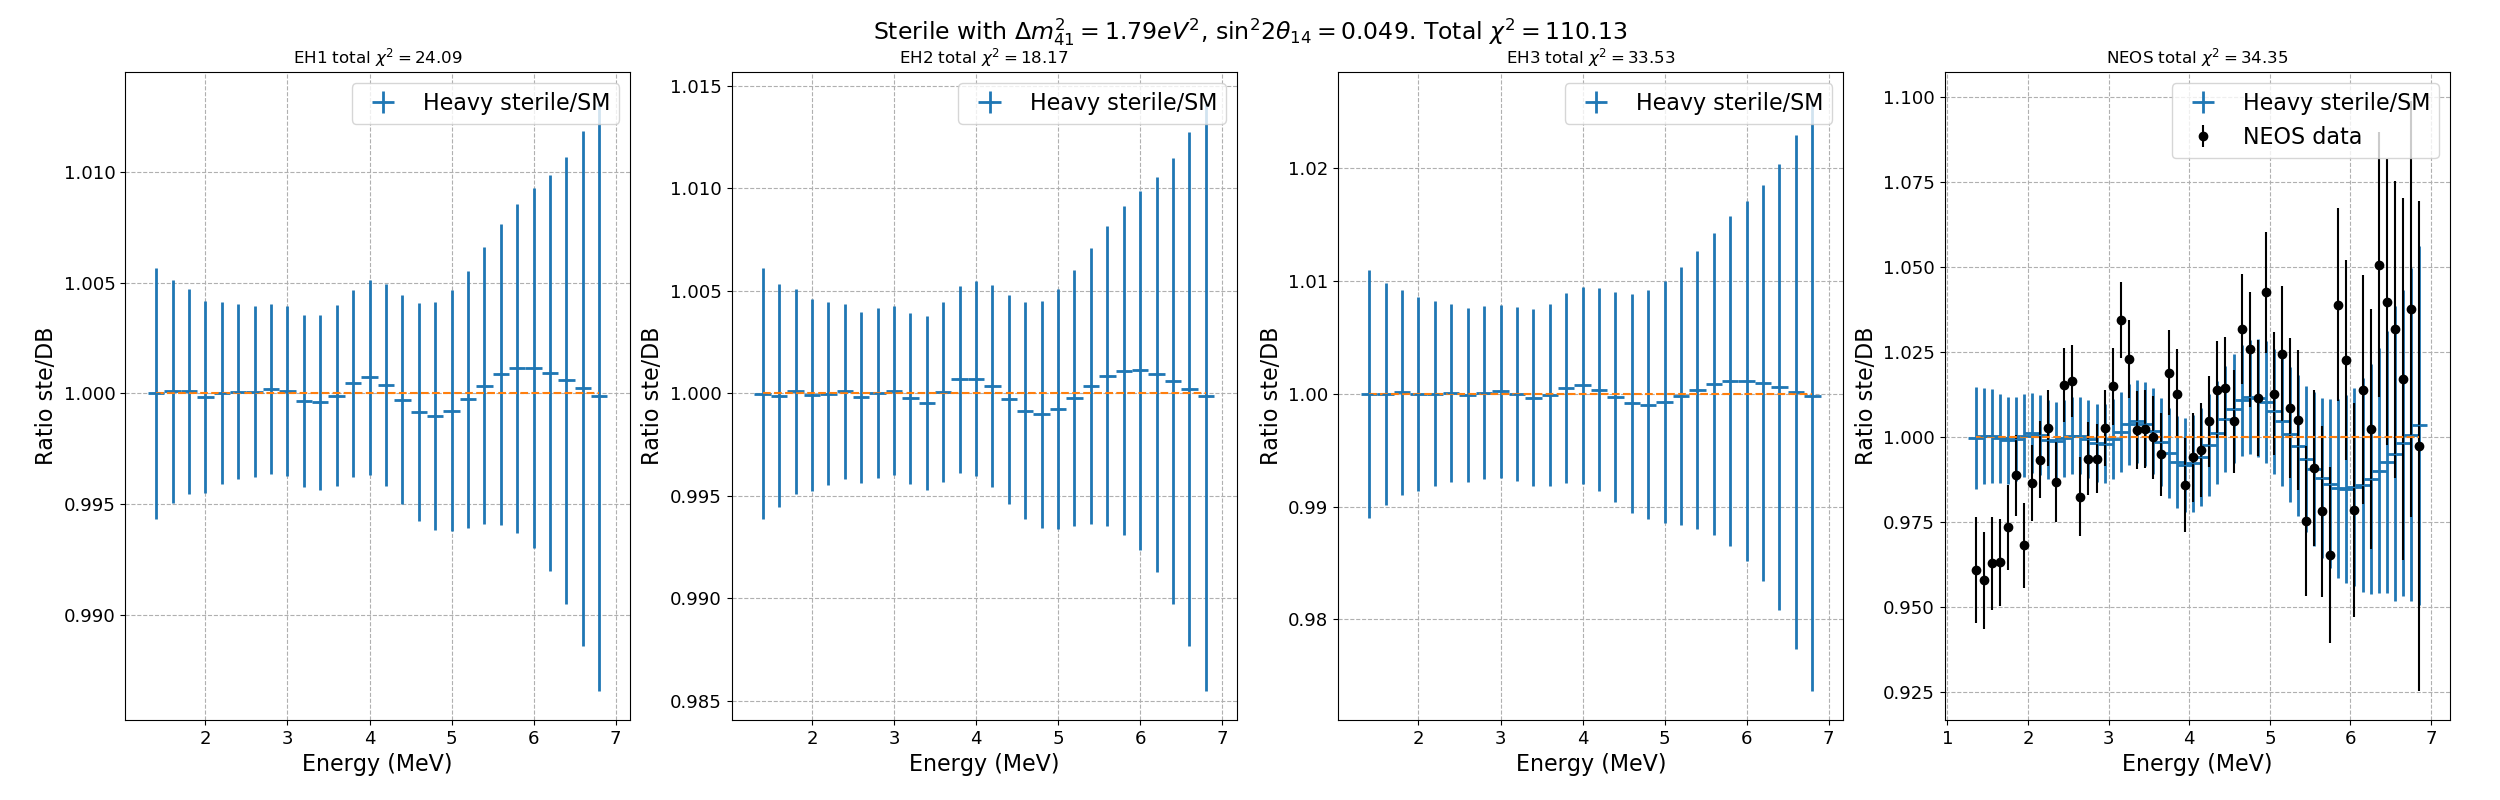 Sterile with Δm²₄₁ = 1.79eV², sin²2θ₁₄ = 0.049. Total χ² = 110.13
EH1 total χ² = 24.09
Heavy sterile/SM
Ratio ste/DB
1.010
1.005
1.000
0.995
0.990
2 3 4 5 6 7
Energy (MeV)
EH2 total χ² = 18.17
Heavy sterile/SM
Ratio ste/DB
1.015
1.010
1.005
1.000
0.995
0.990
0.985
2 3 4 5 6 7
Energy (MeV)
EH3 total χ² = 33.53
Heavy sterile/SM
Ratio ste/DB
1.02
1.01
1.00
0.99
0.98
2 3 4 5 6 7
Energy (MeV)
NEOS total χ² = 34.35
Heavy sterile/SM
NEOS data
Ratio ste/DB
1.100
1.075
1.050
1.025
1.000
0.975
0.950
0.925
1 2 3 4 5 6 7
Energy (MeV)